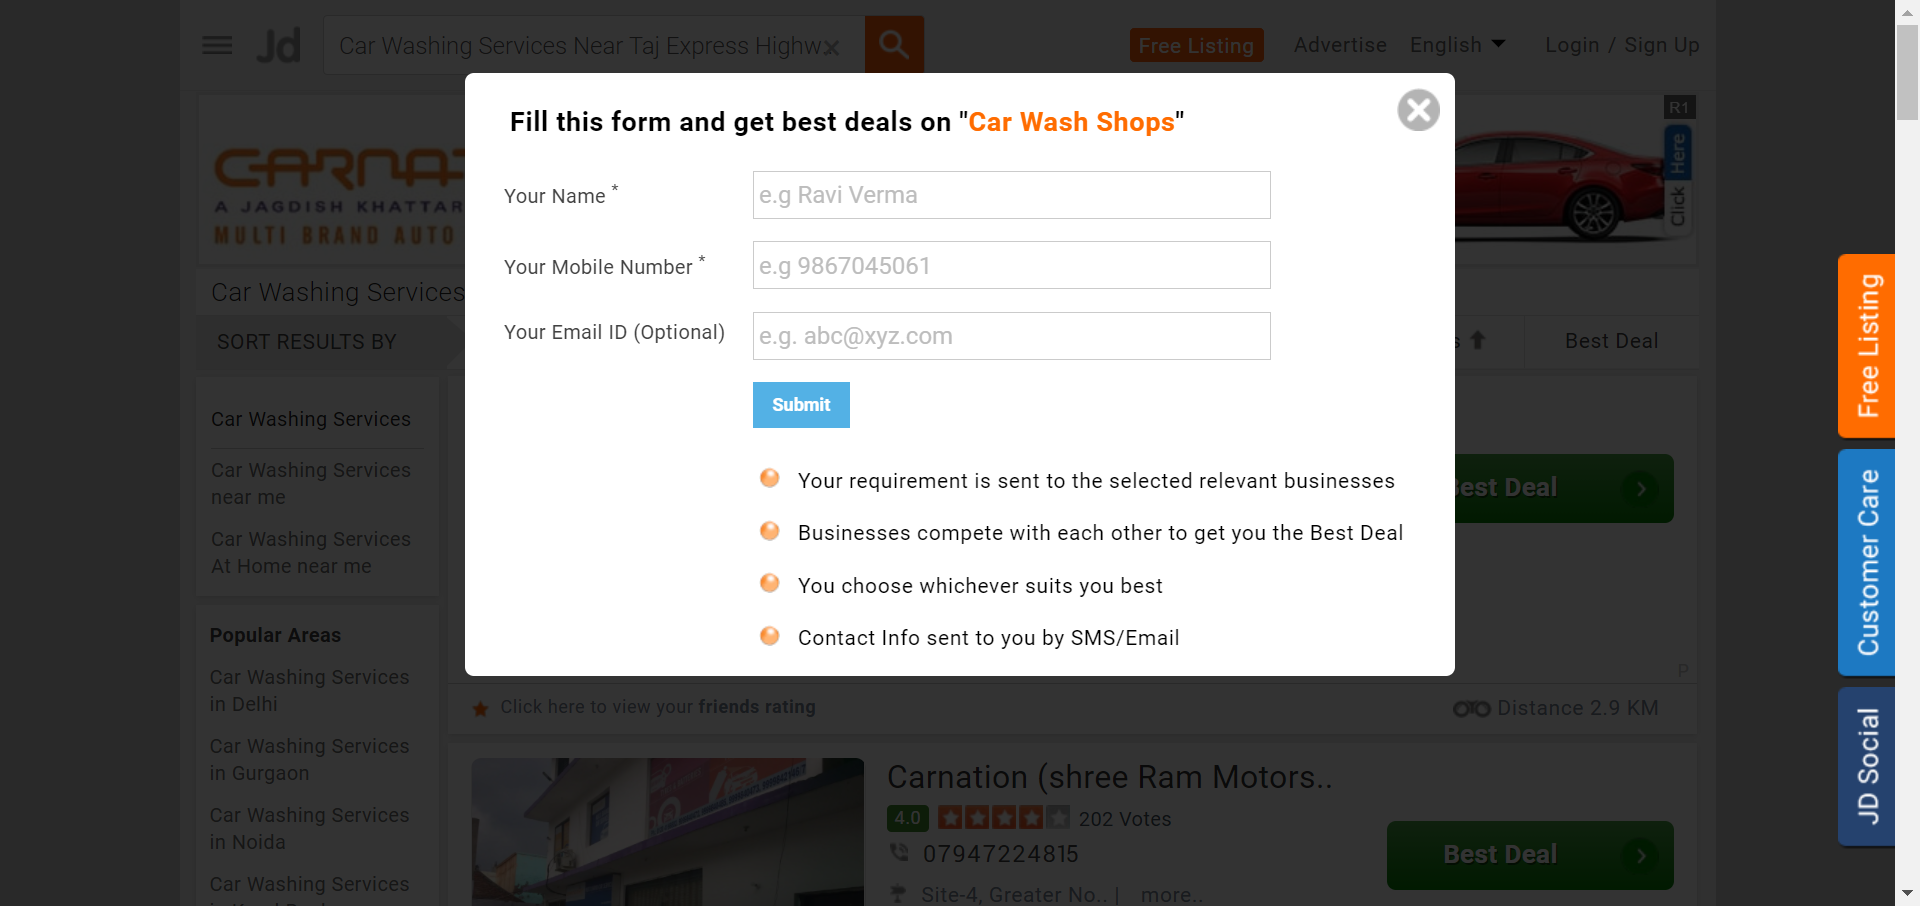 Jd
Car Washing Services Near Taj Express Highw
Free Listing
Advertise
English
Login / Sign Up
Fill this form and get best deals on "Car Wash Shops"
Your Name *
e.g Ravi Verma
Your Mobile Number *
e.g 9867045061
Your Email ID (Optional)
e.g. abc@xyz.com
Submit
Your requirement is sent to the selected relevant businesses
Businesses compete with each other to get you the Best Deal
You choose whichever suits you best
Contact Info sent to you by SMS/Email
A JAGDISH KHATTAR
MULTI BRAND AUTO
R1
Click Here
Car Washing Services
SORT RESULTS BY
Best Deal
Car Washing Services
Car Washing Services
near me
Car Washing Services
At Home near me
Popular Areas
Car Washing Services
in Delhi
Car Washing Services
in Gurgaon
Car Washing Services
in Noida
Car Washing Services
Best Deal
P
Click here to view your friends rating
Distance 2.9 KM
Carnation (shree Ram Motors..
4.0
202 Votes
07947224815
Site-4, Greater No.. | more..
Best Deal
Free Listing
Customer Care
JD Social